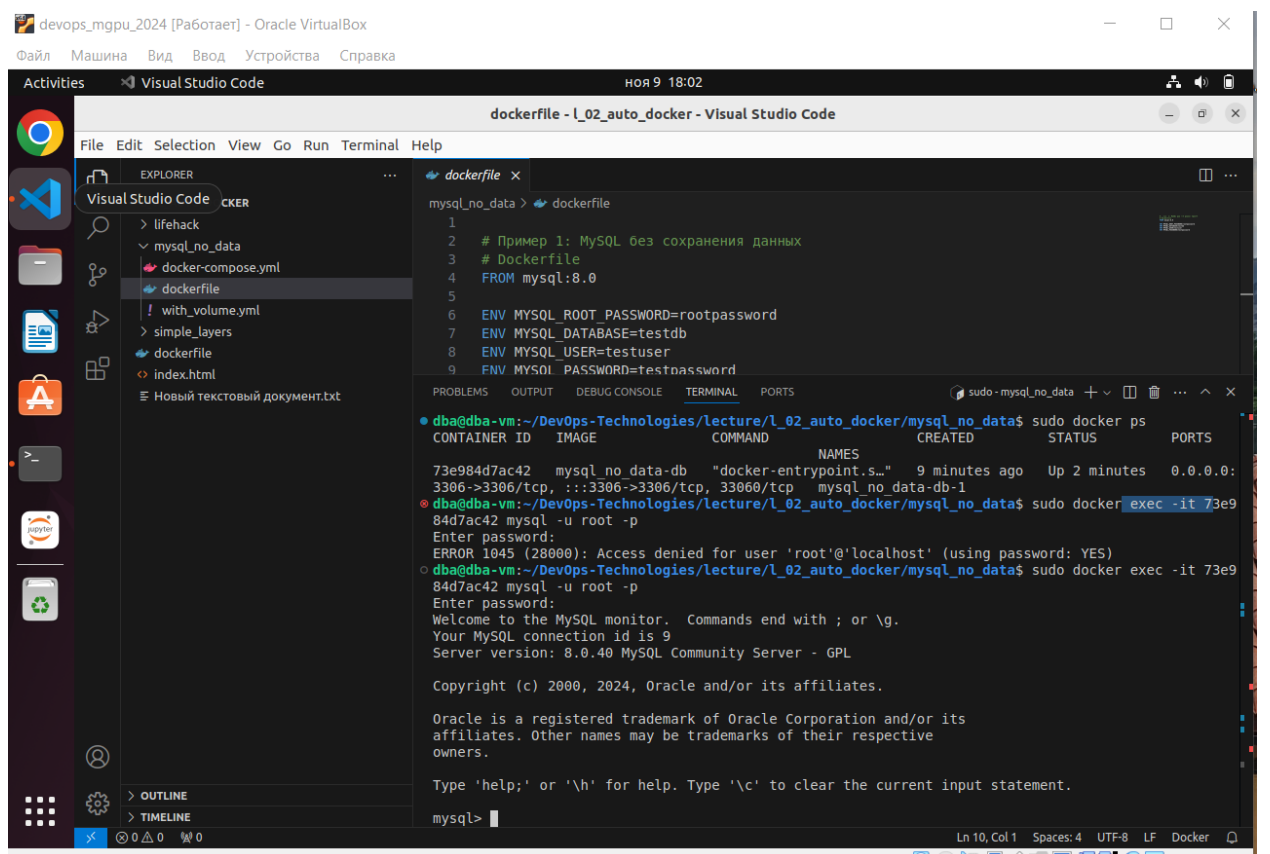 devops_mgpu_2024 [Работает] - Oracle VirtualBox
Файл Машина Вид Ввод Устройства Справка
Activities Visual Studio Code ноя 9 18:02
dockerfile - l_02_auto_docker - Visual Studio Code
File Edit Selection View Go Run Terminal Help
EXPLORER
Visual Studio Code
CKER
> lifehack
mysql_no_data
docker-compose.yml
dockerfile
! with_volume.yml
> simple_layers
dockerfile
<> index.html
Новый текстовый документ.txt
> OUTLINE
> TIMELINE
dockerfile ×
mysql_no_data > dockerfile
1
2 # Пример 1: MySQL без сохранения данных
3 # Dockerfile
4 FROM mysql:8.0
5
6 ENV MYSQL_ROOT_PASSWORD=rootpassword
7 ENV MYSQL_DATABASE=testdb
8 ENV MYSQL_USER=testuser
9 ENV MYSQL_PASSWORD=testpassword
PROBLEMS OUTPUT DEBUG CONSOLE TERMINAL PORTS sudo - mysql_no_data
dba@dba-vm:~/DevOps-Technologies/lecture/l_02_auto_docker/mysql_no_data$ sudo docker ps
CONTAINER ID IMAGE COMMAND CREATED STATUS PORTS
NAMES
73e984d7ac42 mysql_no_data-db "docker-entrypoint.s…" 9 minutes ago Up 2 minutes 0.0.0.0:
3306->3306/tcp, :::3306->3306/tcp, 33060/tcp mysql_no_data-db-1
dba@dba-vm:~/DevOps-Technologies/lecture/l_02_auto_docker/mysql_no_data$ sudo docker exec -it 73e9
84d7ac42 mysql -u root -p
Enter password:
ERROR 1045 (28000): Access denied for user 'root'@'localhost' (using password: YES)
dba@dba-vm:~/DevOps-Technologies/lecture/l_02_auto_docker/mysql_no_data$ sudo docker exec -it 73e9
84d7ac42 mysql -u root -p
Enter password:
Welcome to the MySQL monitor. Commands end with ; or \g.
Your MySQL connection id is 9
Server version: 8.0.40 MySQL Community Server - GPL
Copyright (c) 2000, 2024, Oracle and/or its affiliates.
Oracle is a registered trademark of Oracle Corporation and/or its
affiliates. Other names may be trademarks of their respective
owners.
Type 'help;' or '\h' for help. Type '\c' to clear the current input statement.
mysql>
jupyter
0 0 0 Ln 10, Col 1 Spaces: 4 UTF-8 LF Docker